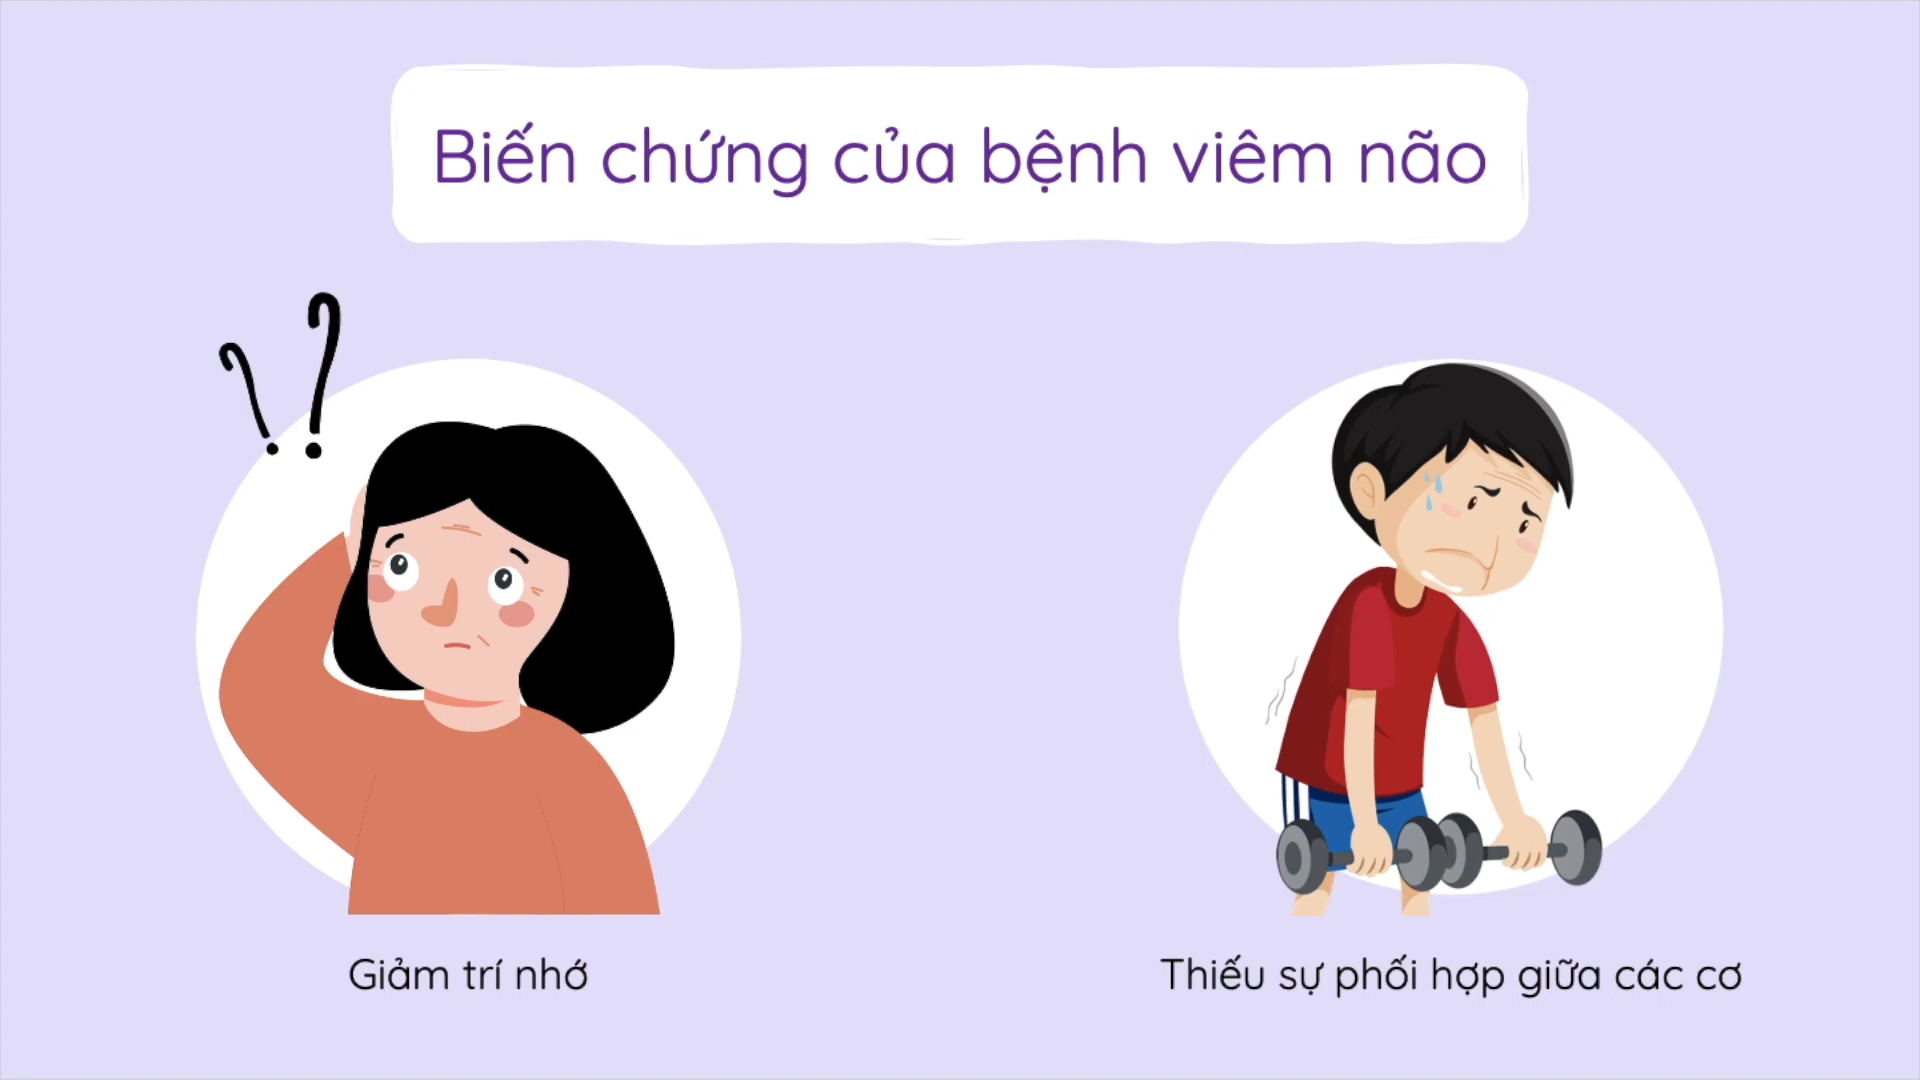 Biến chứng của bệnh viêm não
Giảm trí nhớ
Thiếu sự phối hợp giữa các cơ